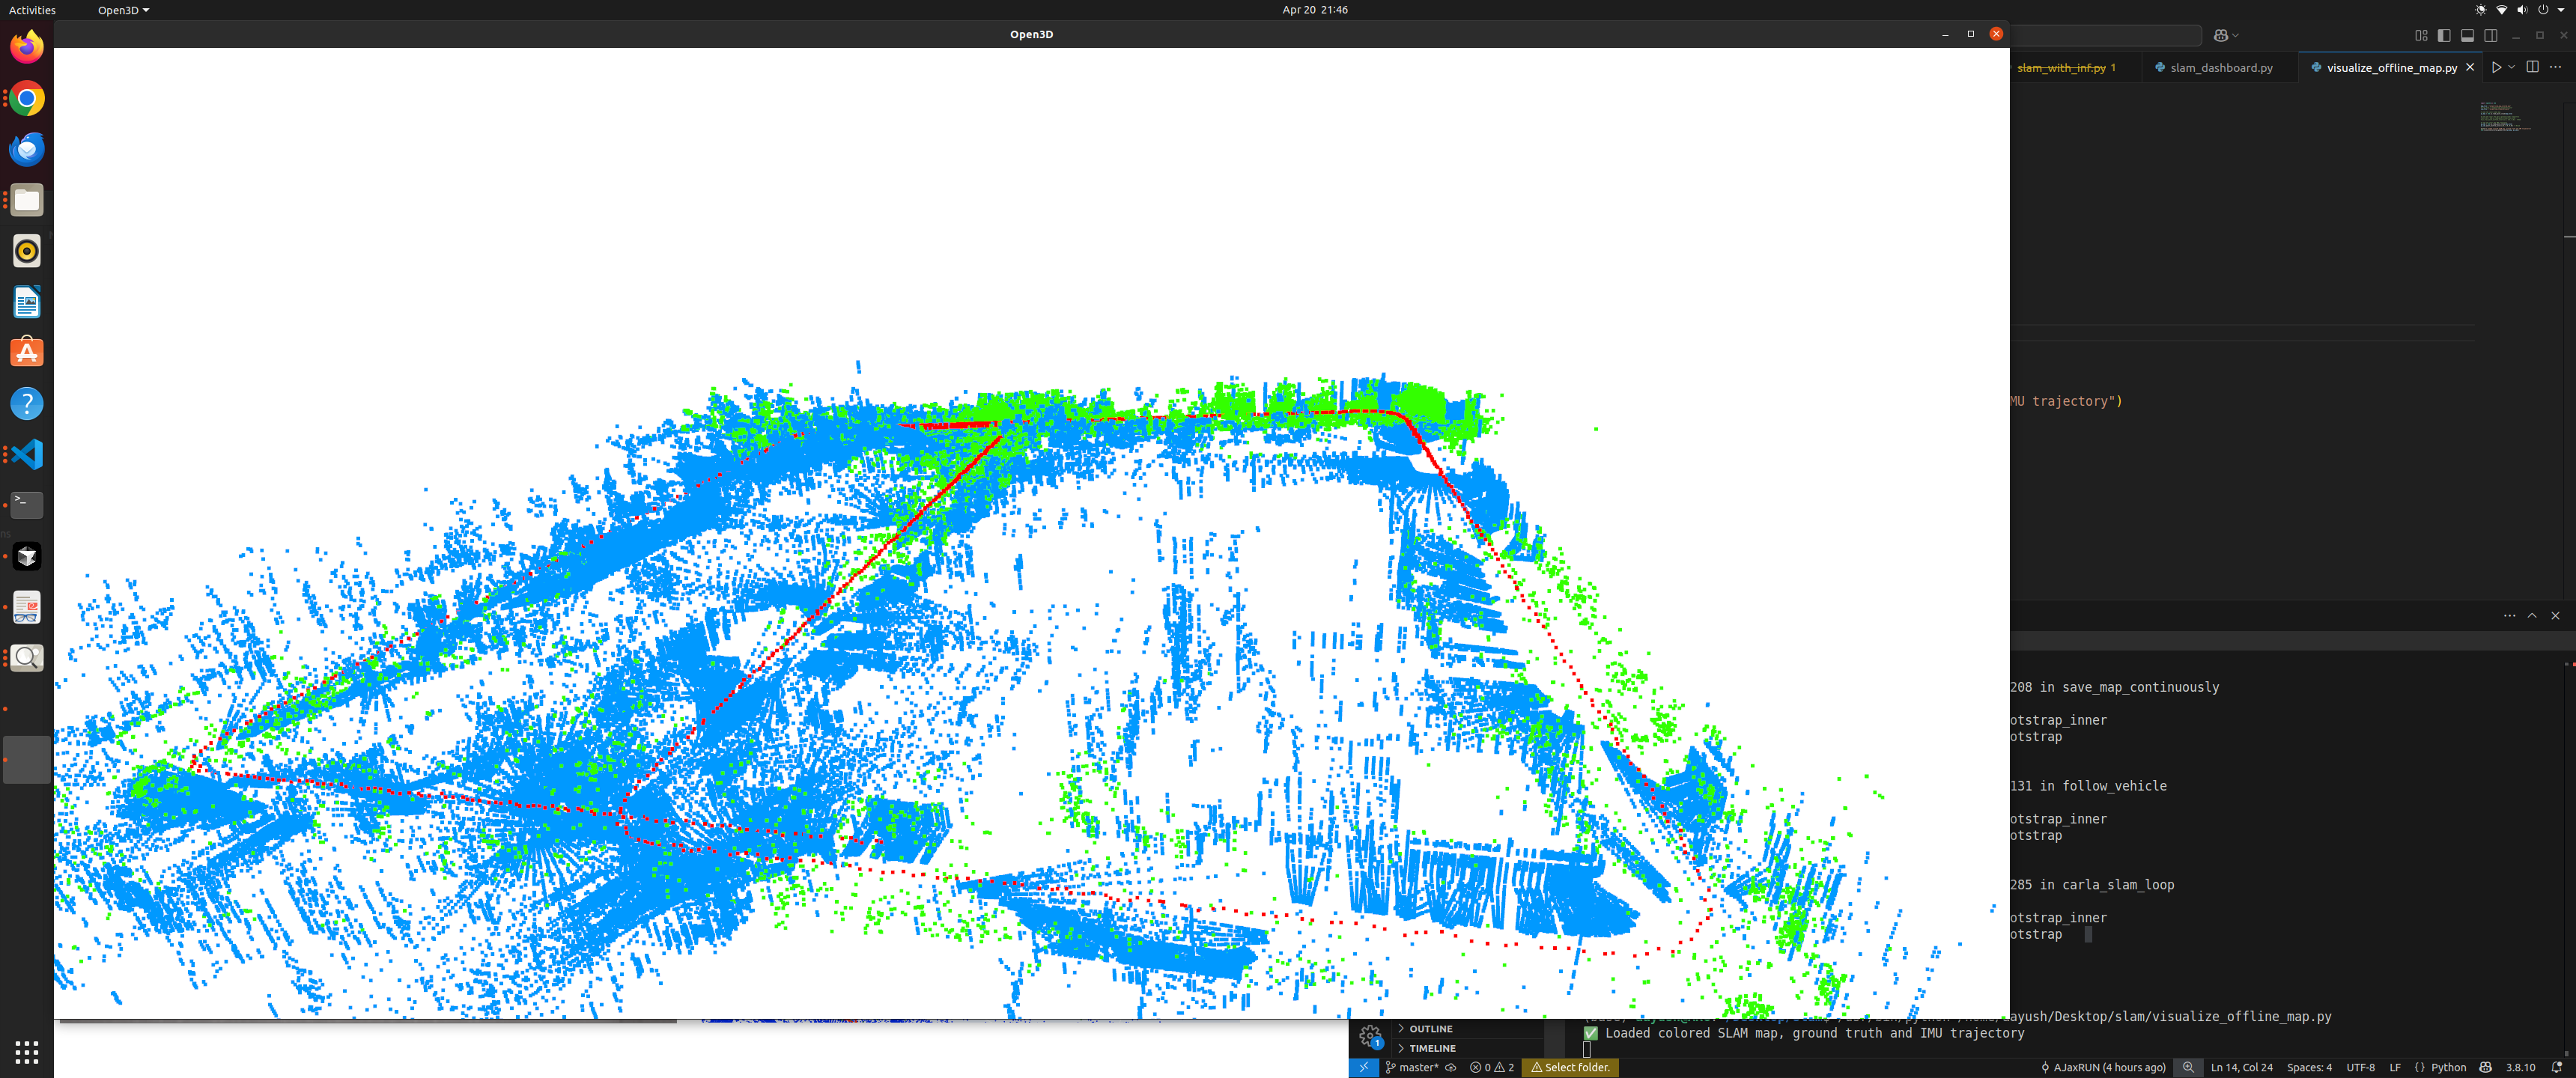 Activities
Open3D
Apr 20 21:46
Open3D
slam_with_inf.py 1
slam_dashboard.py
visualize_offline_map.py
MU trajectory")
208 in save_map_continuously
otstrap_inner
otstrap
131 in follow_vehicle
otstrap_inner
otstrap
285 in carla_slam_loop
otstrap_inner
otstrap
ayush/Desktop/slam/visualize_offline_map.py
✅ Loaded colored SLAM map, ground truth and IMU trajectory
OUTLINE
TIMELINE
1
master*
0
2
Select folder.
AJaxRUN (4 hours ago)
Ln 14, Col 24
Spaces: 4
UTF-8
LF
{} Python
3.8.10